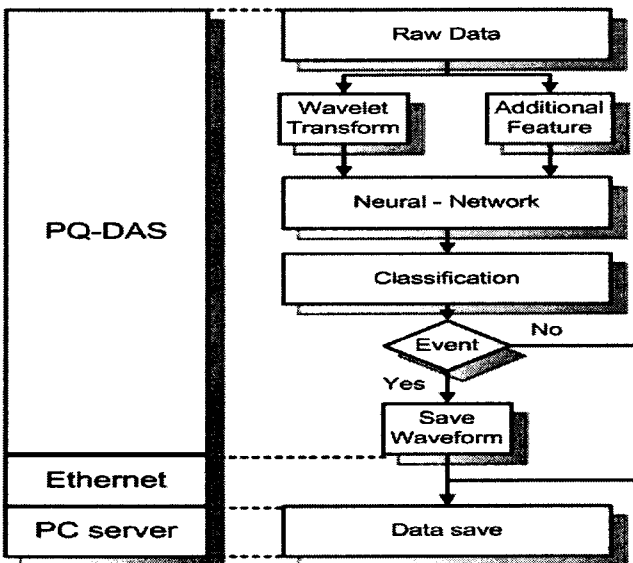 Raw Data
Wavelet
Transform
Additional
Feature
PQ-DAS
Neural - Network
Classification
Event
No
Yes
Save
Waveform
Ethernet
PC server
Data save